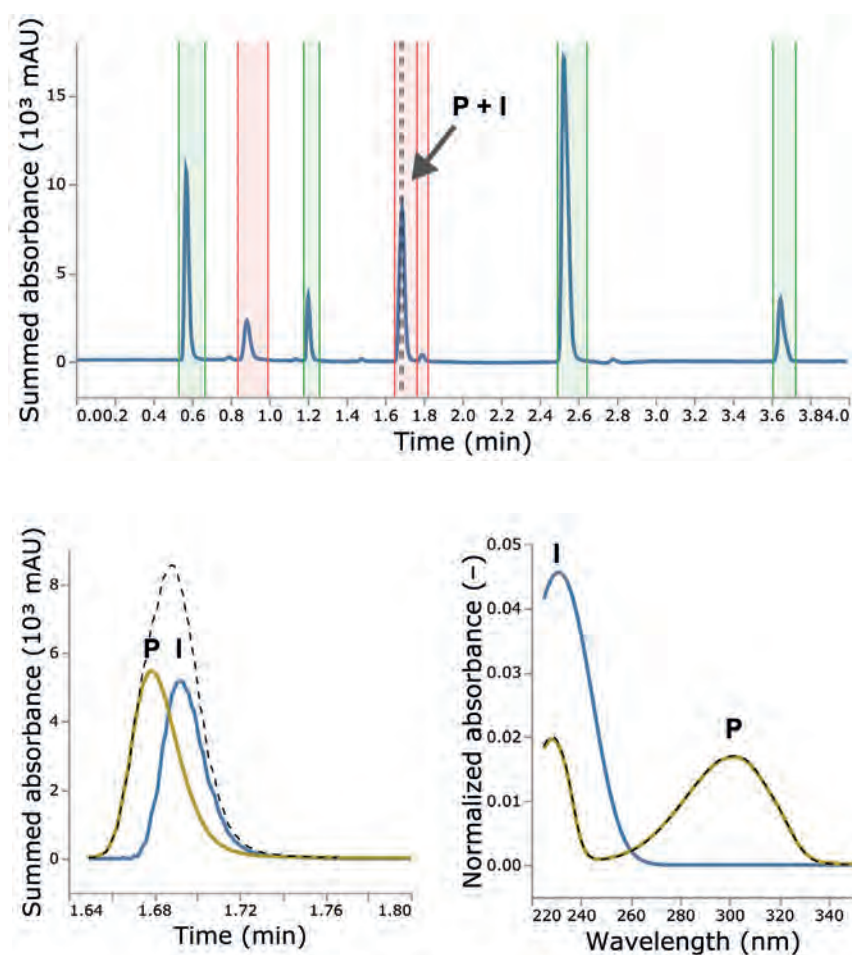 Summed absorbance (10³ mAU)
15
10
5
0
P + I
0.00.2 0.4 0.6 0.8 1.0 1.2 1.4 1.6 1.8 2.0 2.2 2.4 2.6 2.8 3.0 3.2 3.4 3.6 3.84.0
Time (min)
Summed absorbance (10³ mAU)
8
6
4
2
0
P I
1.64 1.68 1.72 1.76 1.80
Time (min)
Normalized absorbance (−)
0.05
0.04
0.03
0.02
0.01
0.00
I
P
220 240 260 280 300 320 340
Wavelength (nm)